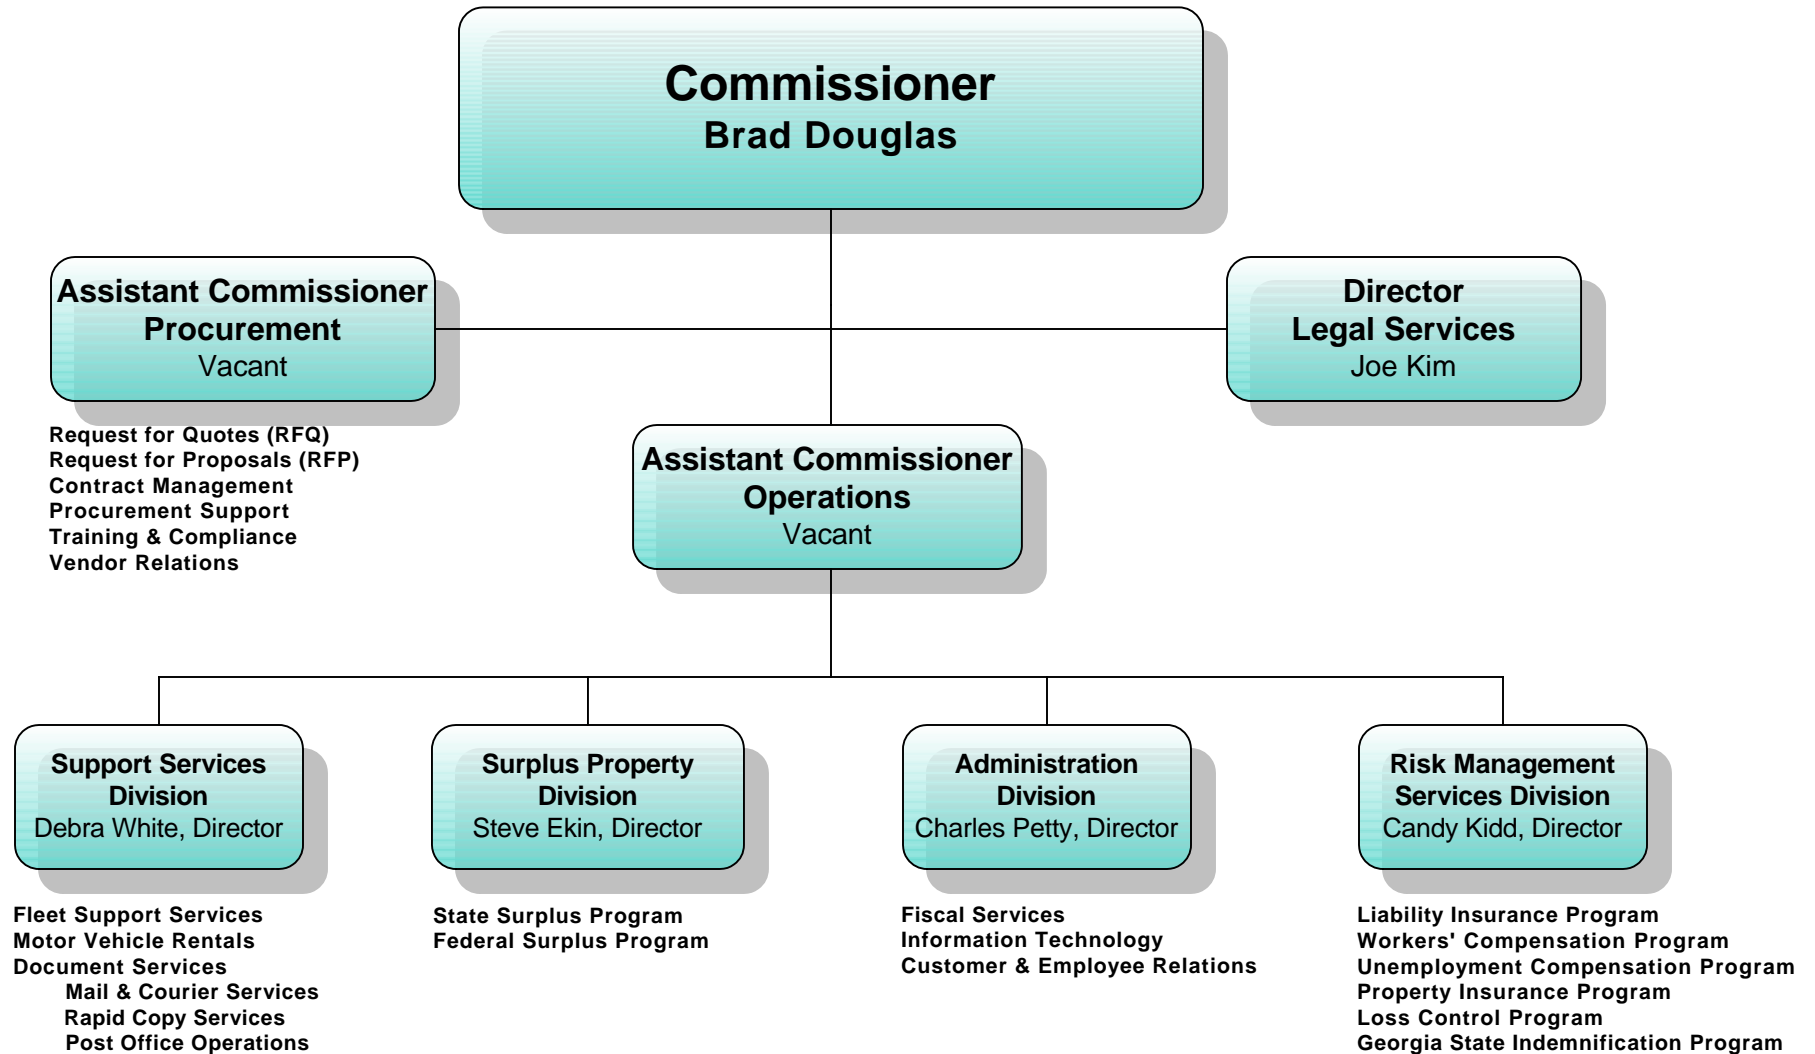 Commissioner
Brad Douglas
Assistant Commissioner
Procurement
Vacant
Director
Legal Services
Joe Kim
Request for Quotes (RFQ)
Request for Proposals (RFP)
Contract Management
Procurement Support
Training & Compliance
Vendor Relations
Assistant Commissioner
Operations
Vacant
Support Services
Division
Debra White, Director
Surplus Property
Division
Steve Ekin, Director
Administration
Division
Charles Petty, Director
Risk Management
Services Division
Candy Kidd, Director
Fleet Support Services
Motor Vehicle Rentals
Document Services
Mail & Courier Services
Rapid Copy Services
Post Office Operations
State Surplus Program
Federal Surplus Program
Fiscal Services
Information Technology
Customer & Employee Relations
Liability Insurance Program
Workers' Compensation Program
Unemployment Compensation Program
Property Insurance Program
Loss Control Program
Georgia State Indemnification Program